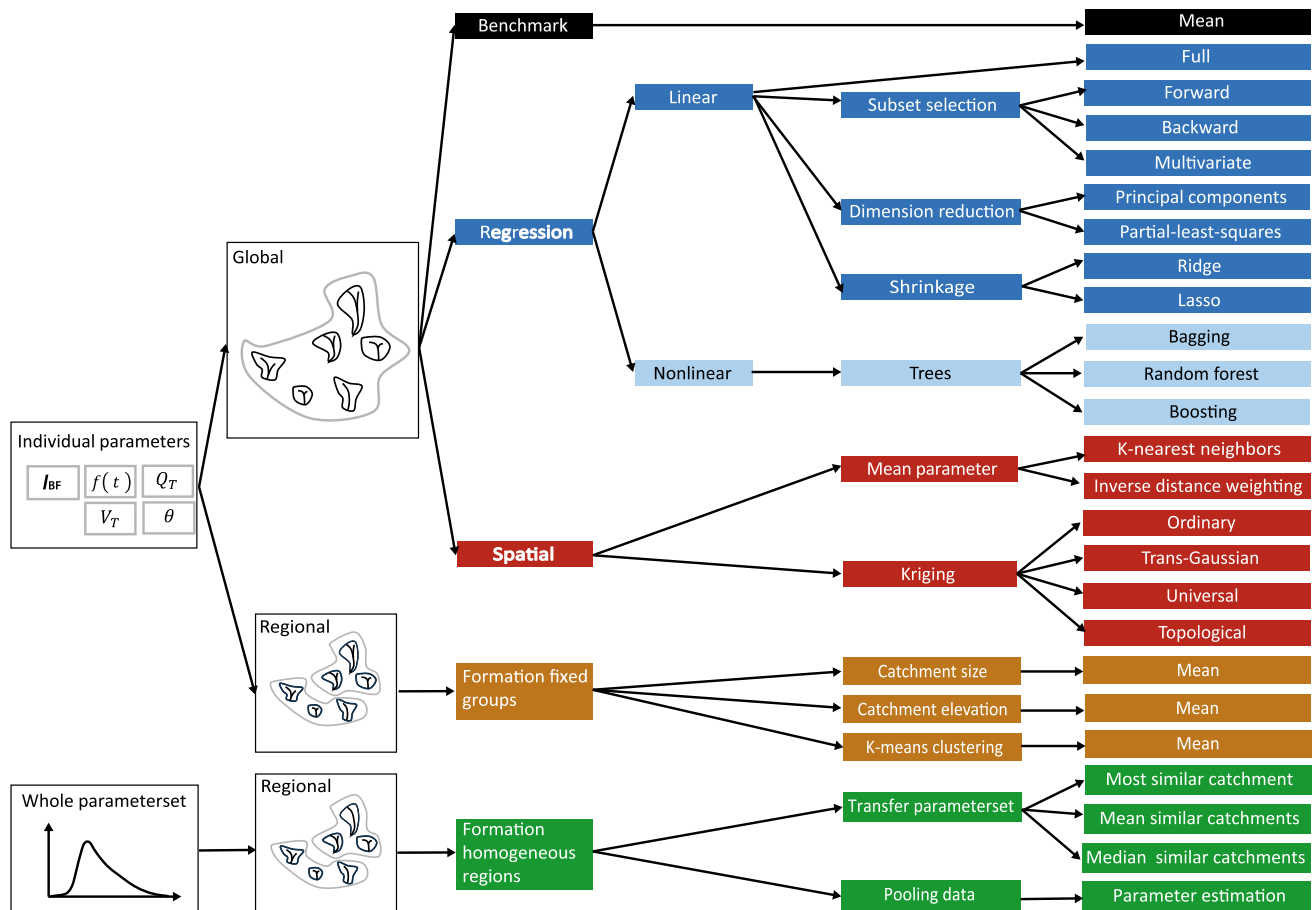 Individual parameters
I_BF
f(t)
Q_T
V_T
θ
Whole parameterset
Global
Regional
Regional
Benchmark
Regression
Spatial
Formation fixed
groups
Formation
homogeneous
regions
Linear
Nonlinear
Subset selection
Dimension reduction
Shrinkage
Trees
Mean parameter
Kriging
Catchment size
Catchment elevation
K-means clustering
Transfer parameterset
Pooling data
Mean
Full
Forward
Backward
Multivariate
Principal components
Partial-least-squares
Ridge
Lasso
Bagging
Random forest
Boosting
K-nearest neighbors
Inverse distance weighting
Ordinary
Trans-Gaussian
Universal
Topological
Mean
Mean
Mean
Most similar catchment
Mean similar catchments
Median similar catchments
Parameter estimation